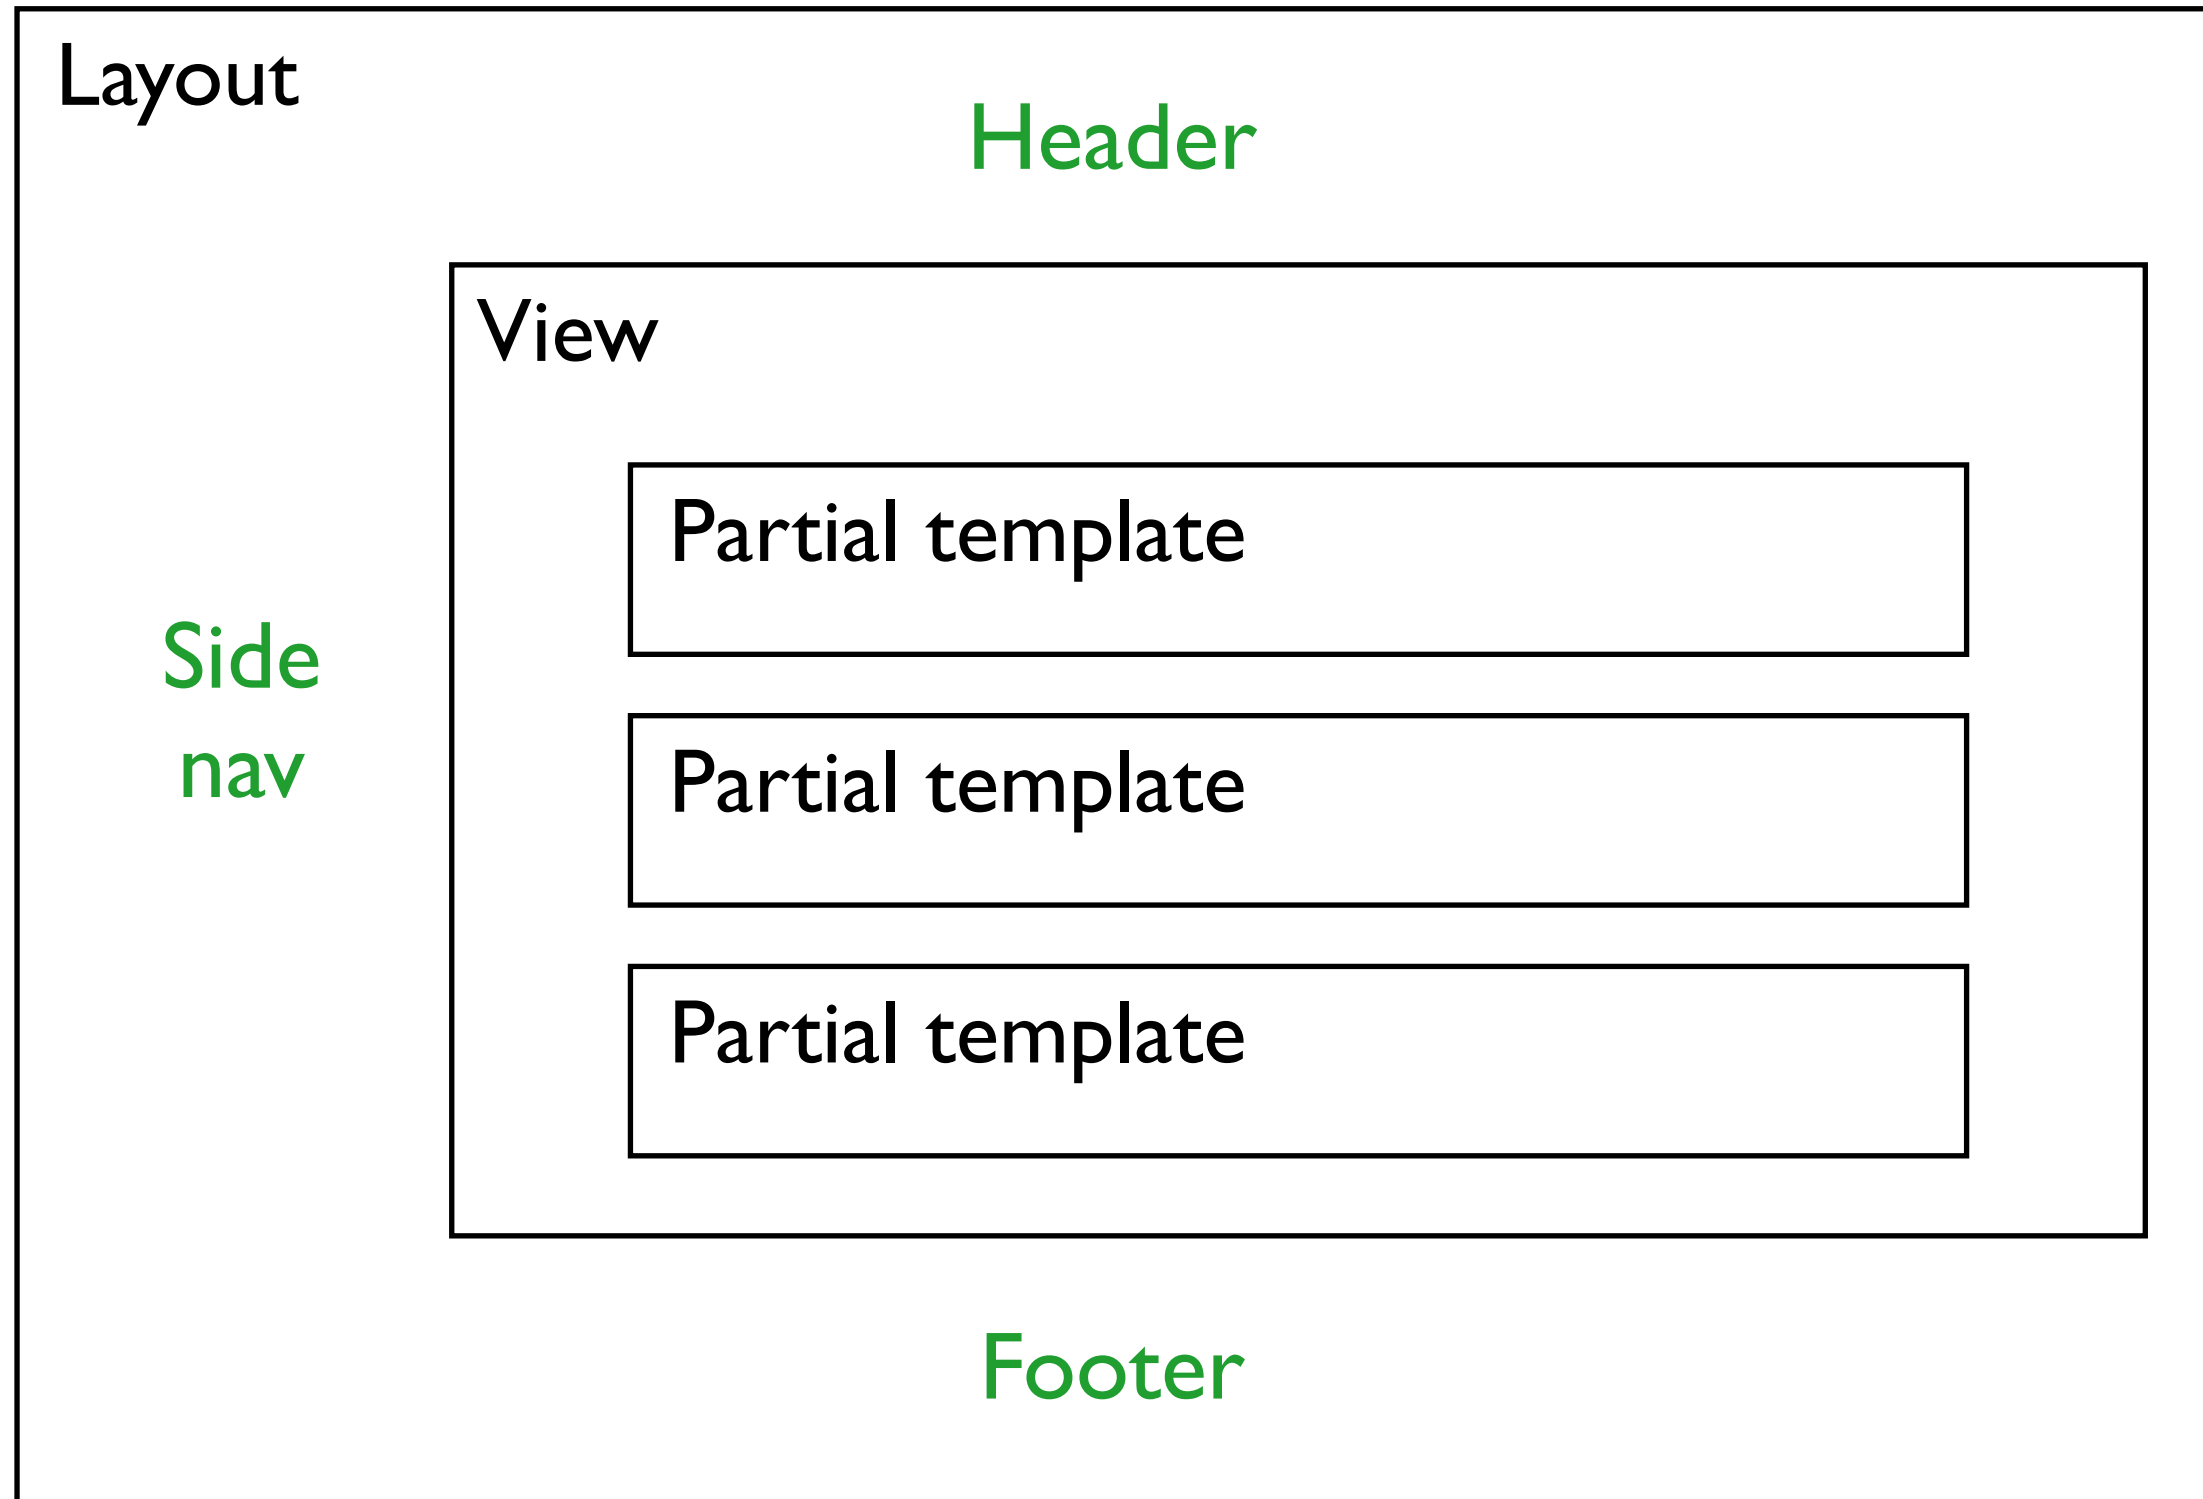 Layout
Header
View
Partial template
Side
nav
Partial template
Partial template
Footer